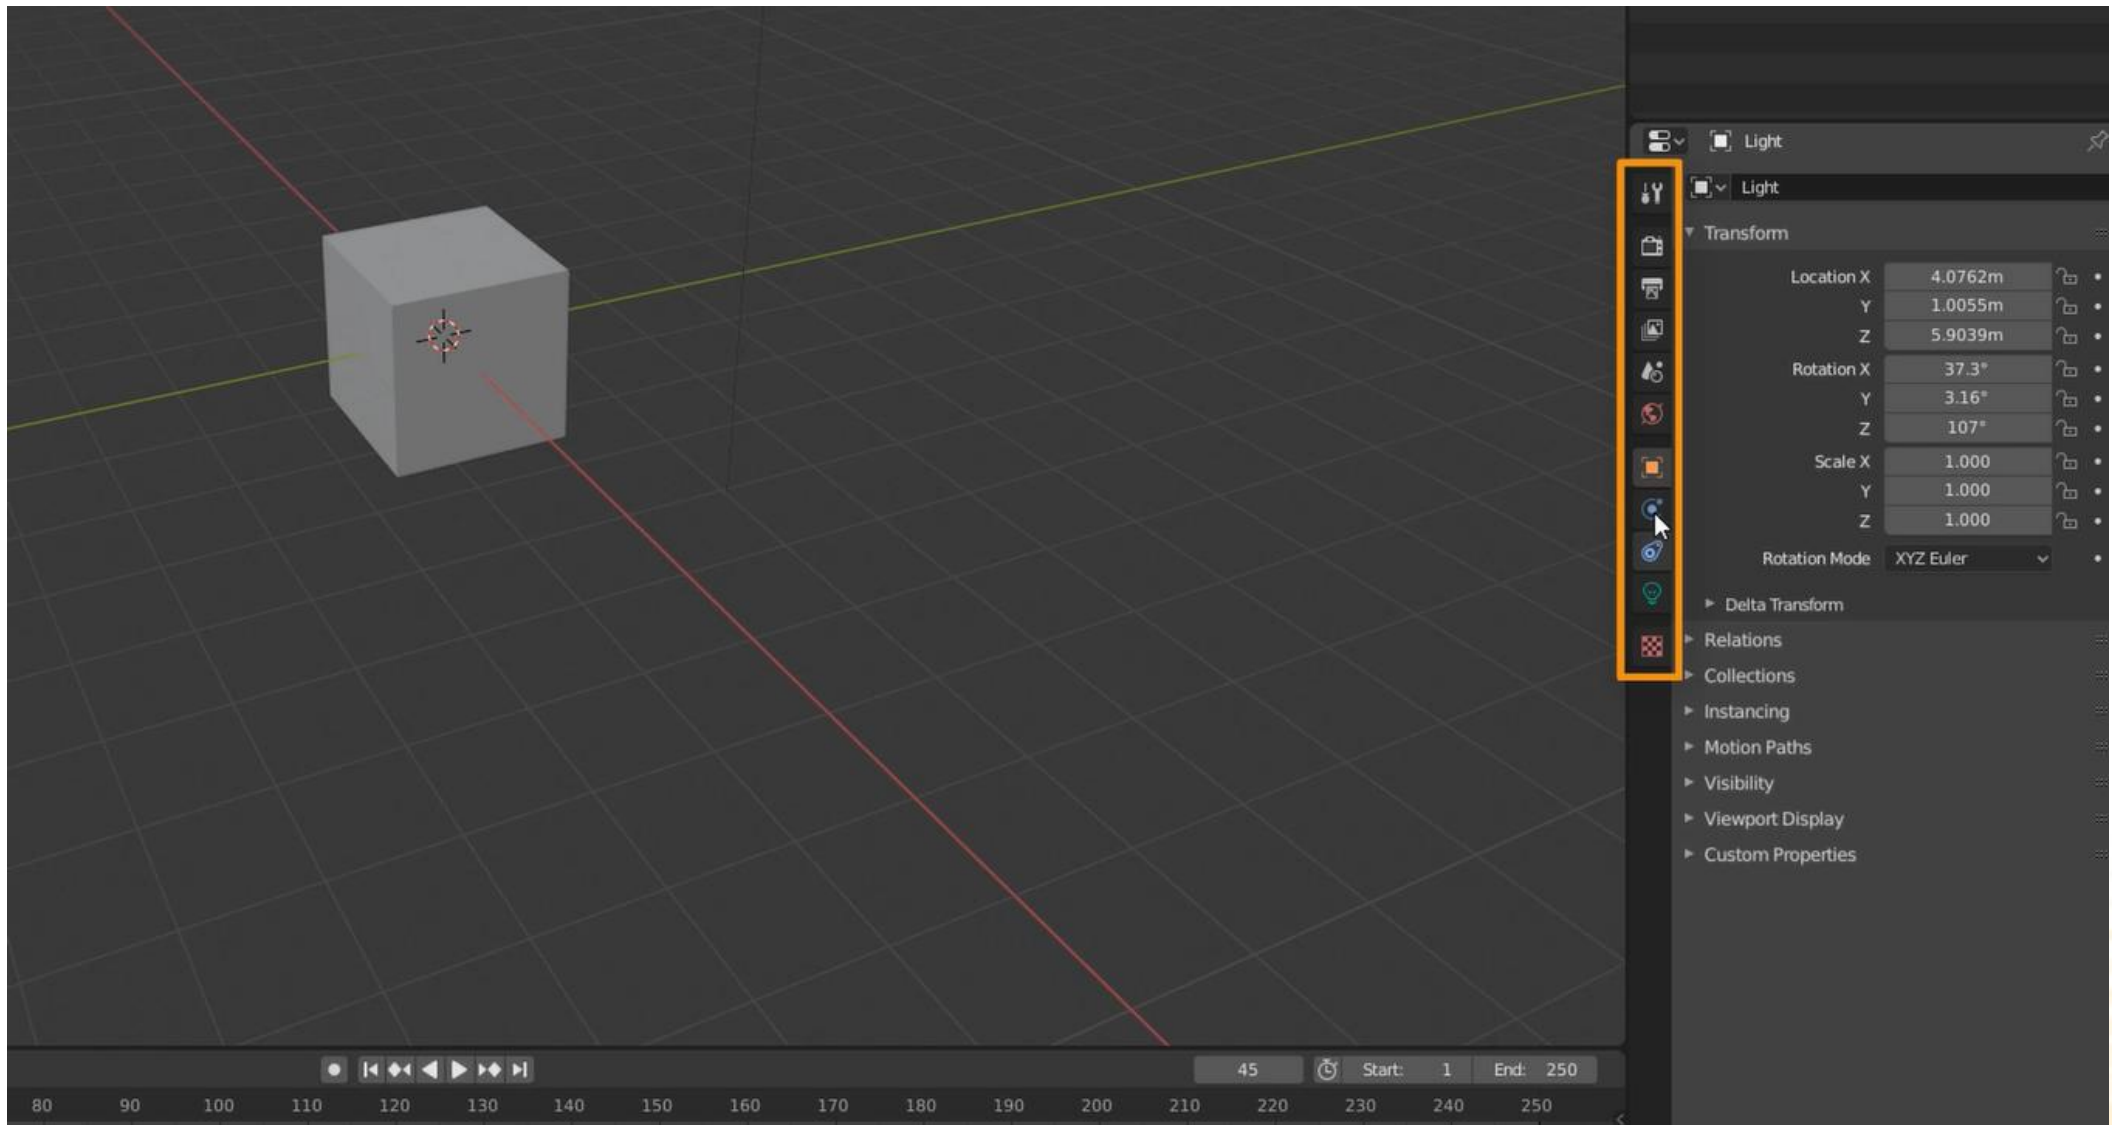 Light
Light
Transform
Location X 4.0762m
Y 1.0055m
Z 5.9039m
Rotation X 37.3°
Y 3.16°
Z 107°
Scale X 1.000
Y 1.000
Z 1.000
Rotation Mode XYZ Euler
Delta Transform
Relations
Collections
Instancing
Motion Paths
Visibility
Viewport Display
Custom Properties
45 Start: 1 End: 250
80 90 100 110 120 130 140 150 160 170 180 190 200 210 220 230 240 250